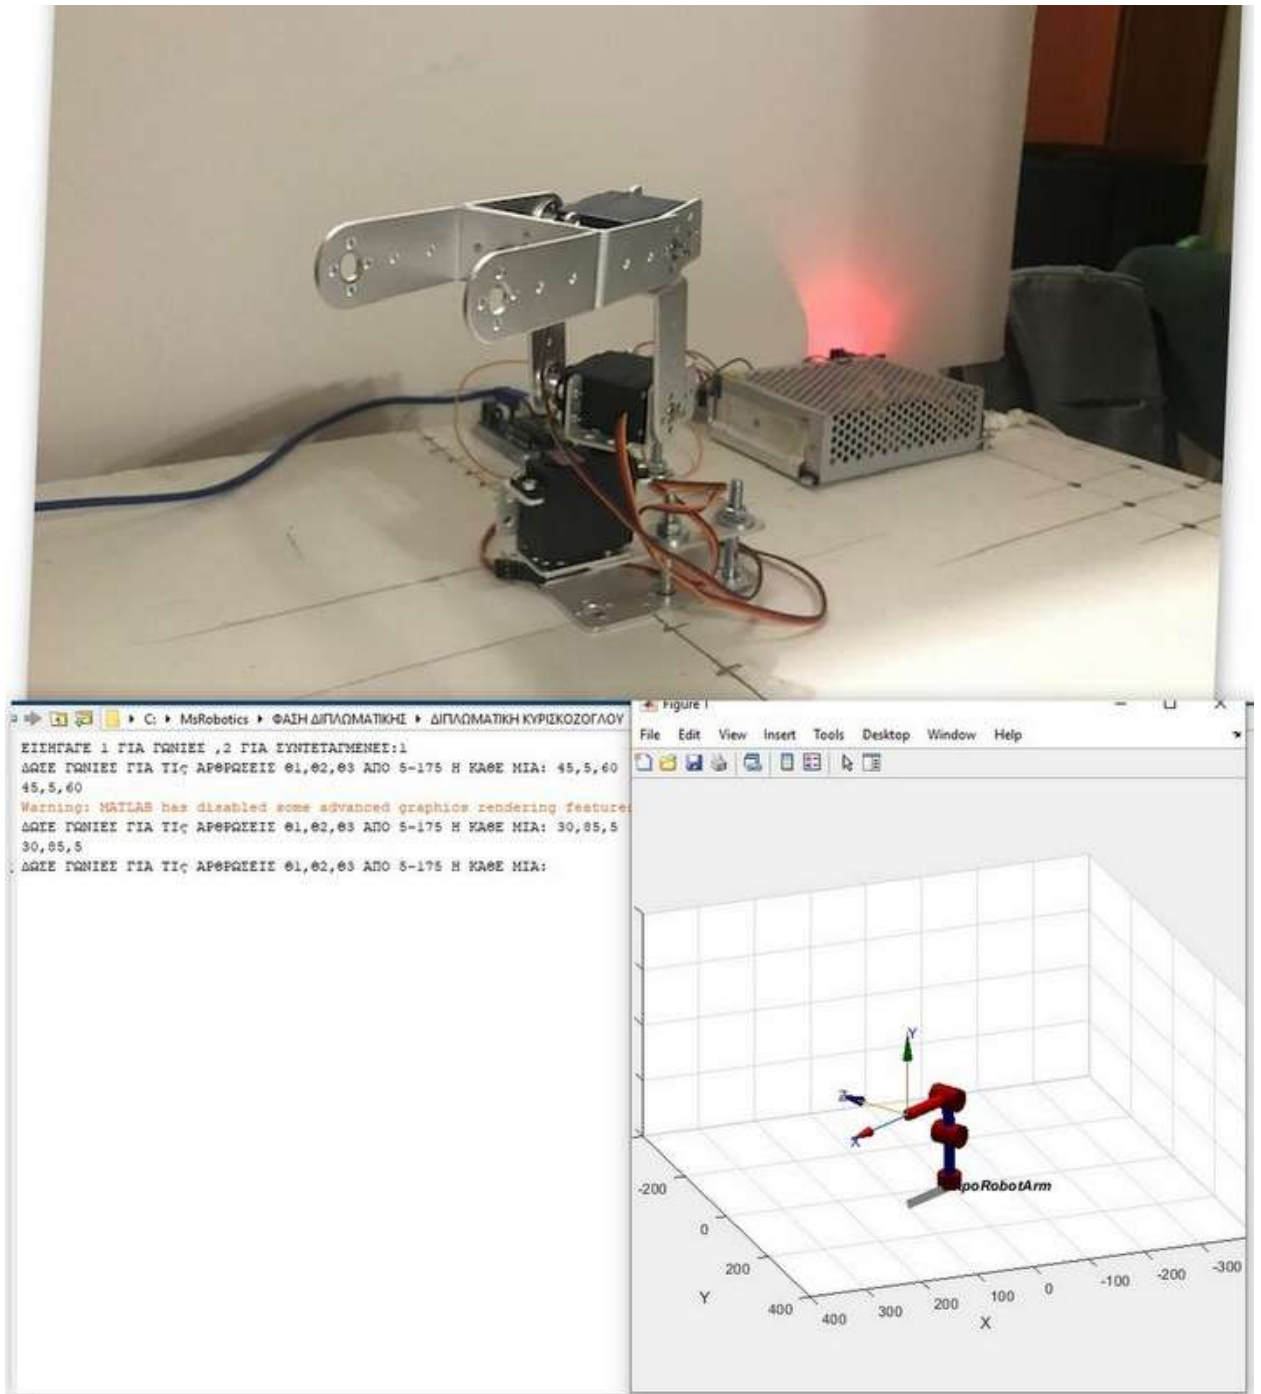 C: ▸ MsRobotics ▸ ΦΑΣΗ ΔΙΠΛΩΜΑΤΙΚΗΣ ▸ ΔΙΠΛΩΜΑΤΙΚΗ ΚΥΡΙΣΚΟΖΟΓΛΟΥ
ΕΙΣΗΓΑΓΕ 1 ΓΙΑ ΓΩΝΙΕΣ ,2 ΓΙΑ ΣΥΝΤΕΤΑΓΜΕΝΕΣ:1
ΔΩΣΕ ΓΩΝΙΕΣ ΓΙΑ ΤΙς ΑΡΘΡΩΣΕΙΣ Θ1,Θ2,Θ3 ΑΠΟ 5-175 Η ΚΑΘΕ ΜΙΑ: 45,5,60
45,5,60
Warning: MATLAB has disabled some advanced graphics rendering features
ΔΩΣΕ ΓΩΝΙΕΣ ΓΙΑ ΤΙς ΑΡΘΡΩΣΕΙΣ Θ1,Θ2,Θ3 ΑΠΟ 5-175 Η ΚΑΘΕ ΜΙΑ: 30,85,5
30,85,5
ΔΩΣΕ ΓΩΝΙΕΣ ΓΙΑ ΤΙς ΑΡΘΡΩΣΕΙΣ Θ1,Θ2,Θ3 ΑΠΟ 5-175 Η ΚΑΘΕ ΜΙΑ:
Figure 1
File Edit View Insert Tools Desktop Window Help
Y
Z
X
poRobotArm
-200
0
200
400
Y
400 300 200 100 0 -100 -200 -300
X